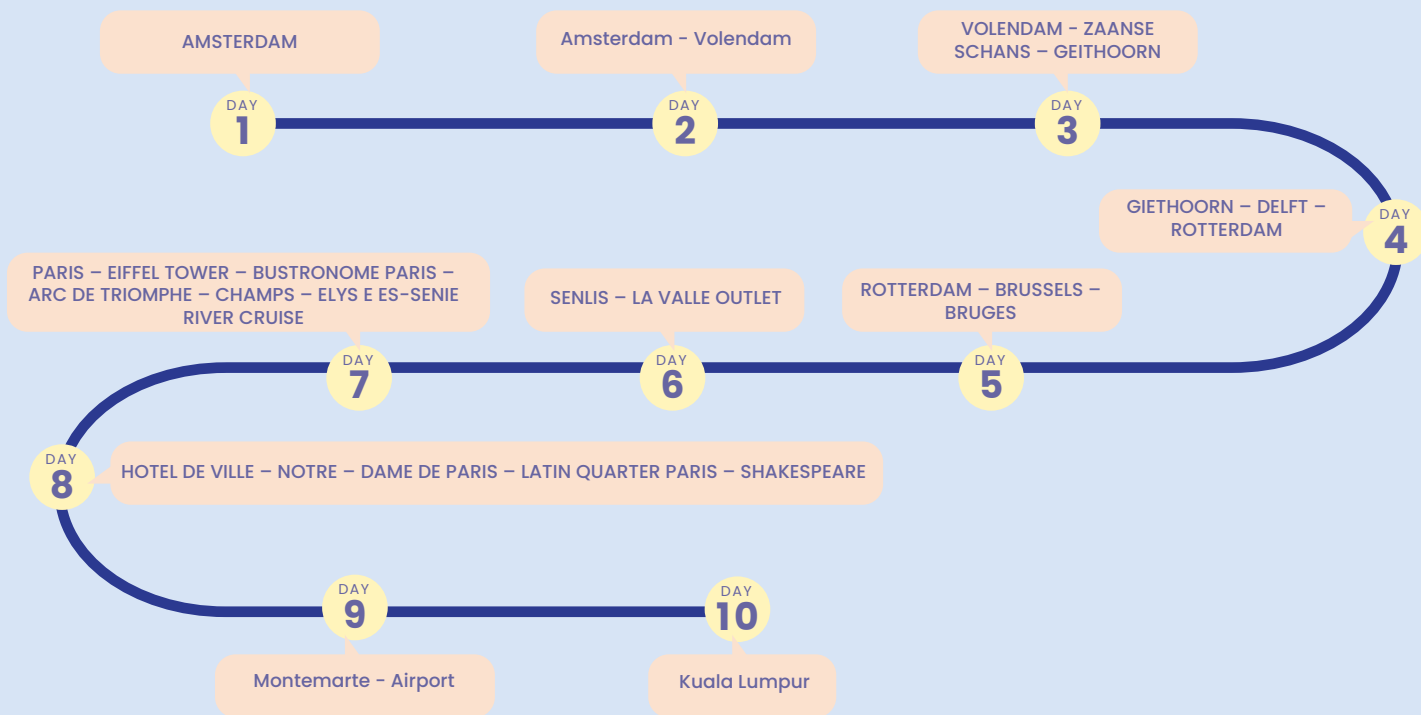 AMSTERDAM
DAY
1
Amsterdam - Volendam
DAY
2
VOLENDAM - ZAANSE
SCHANS – GEITHOORN
DAY
3
GIETHOORN – DELFT –
ROTTERDAM
DAY
4
ROTTERDAM – BRUSSELS –
BRUGES
DAY
5
SENLIS – LA VALLE OUTLET
DAY
6
PARIS – EIFFEL TOWER – BUSTRONOME PARIS –
ARC DE TRIOMPHE – CHAMPS – ELYS E ES-SENIE
RIVER CRUISE
DAY
7
DAY
8
HOTEL DE VILLE – NOTRE – DAME DE PARIS – LATIN QUARTER PARIS – SHAKESPEARE
DAY
9
Montemarte - Airport
DAY
10
Kuala Lumpur